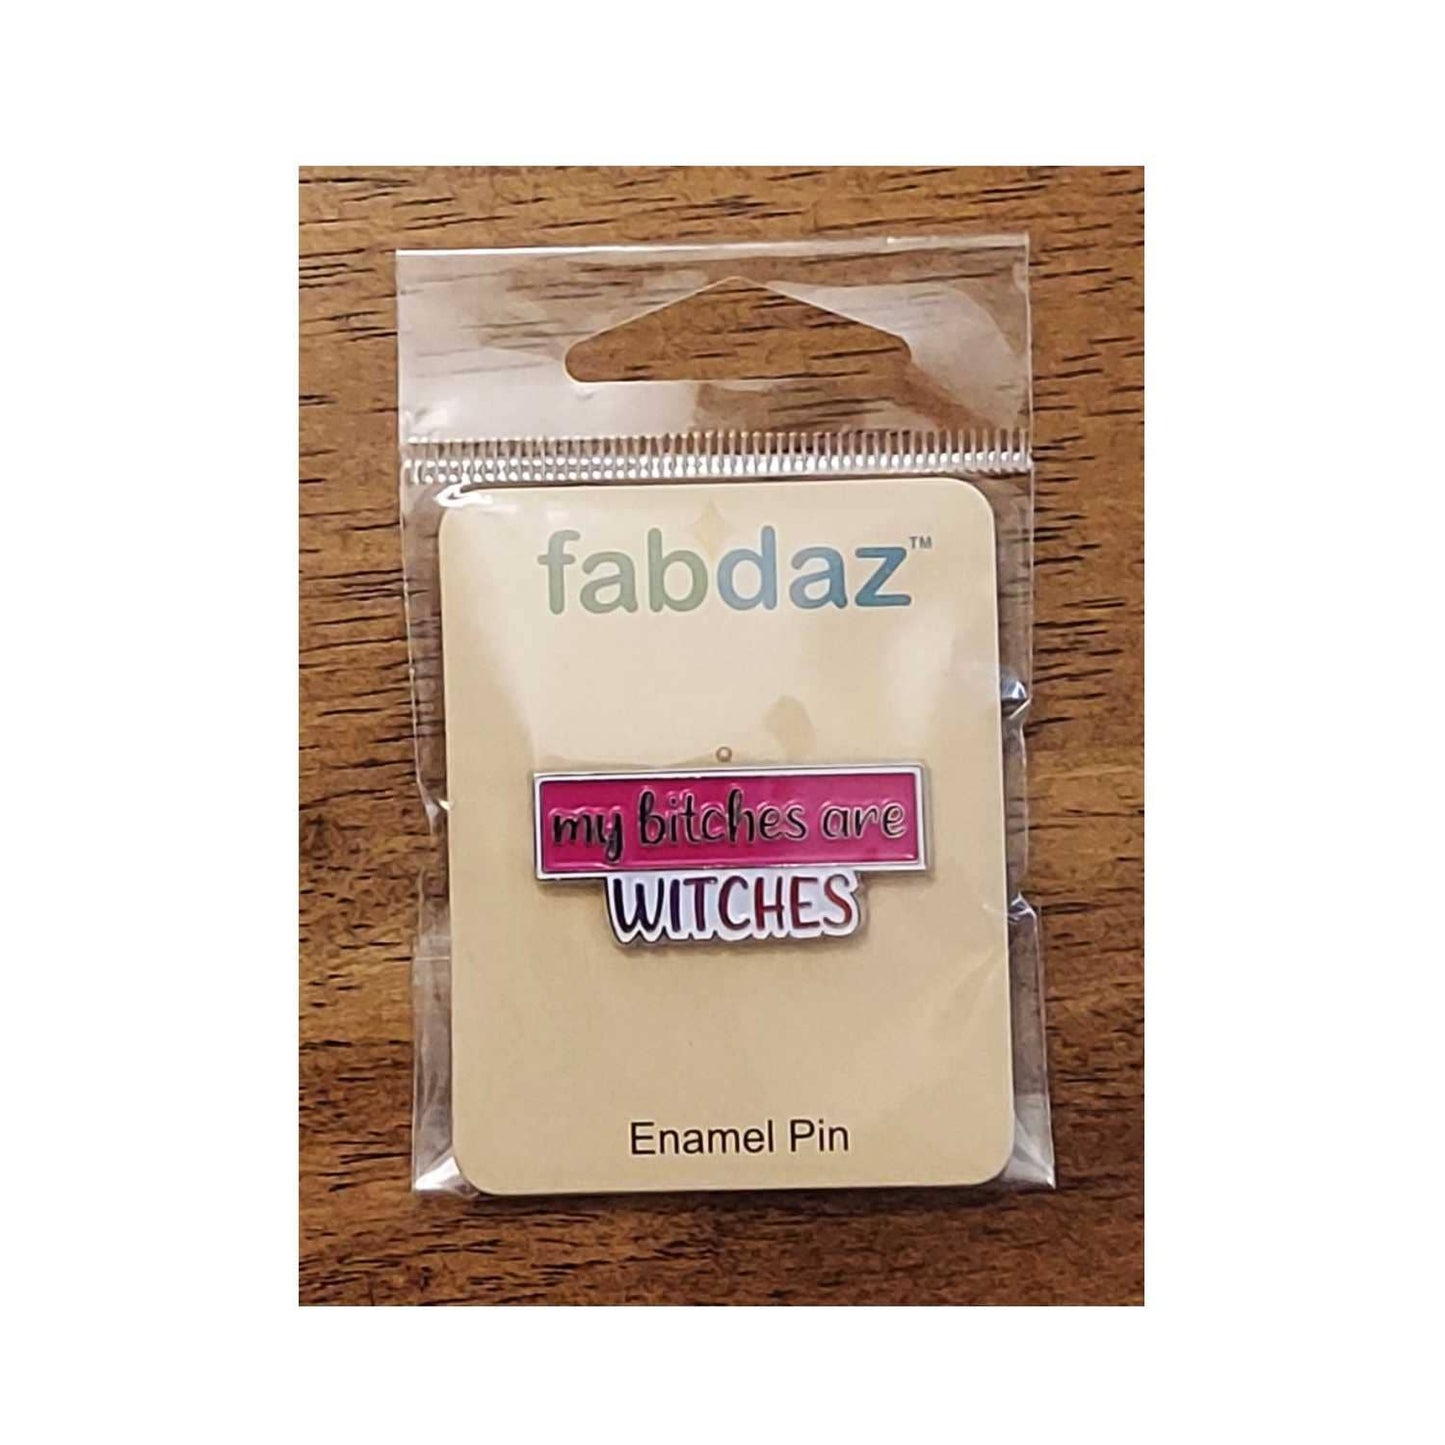 fabdaz™
my bitches are
WITCHES
Enamel Pin